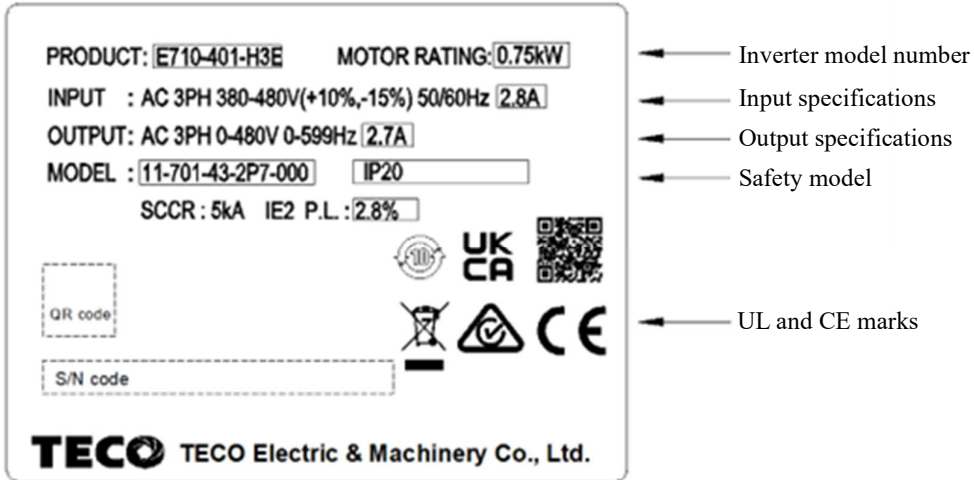 PRODUCT: E710-401-H3E MOTOR RATING: 0.75kW
Inverter model number
INPUT : AC 3PH 380-480V(+10%,-15%) 50/60Hz 2.8A
Input specifications
OUTPUT: AC 3PH 0-480V 0-599Hz 2.7A
Output specifications
MODEL : 11-701-43-2P7-000 IP20
Safety model
SCCR : 5kA IE2 P.L. : 2.8%
10
UK
CA
QR code
CE
UL and CE marks
S/N code
TECO TECO Electric & Machinery Co., Ltd.